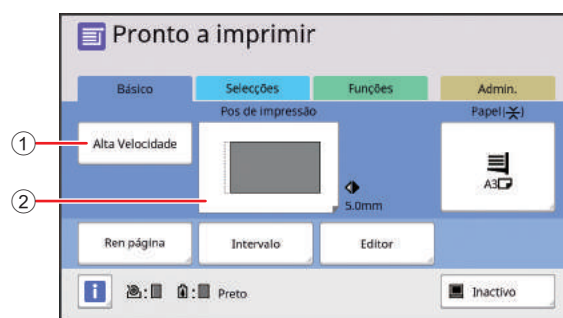 Pronto a imprimir
Básico
Selecções
Funções
Admin.
Pos de impressão
Papel(
)
1
Alta Velocidade
2
5.0mm
A3
Ren página
Intervalo
Editor
i
:
:
Preto
Inactivo